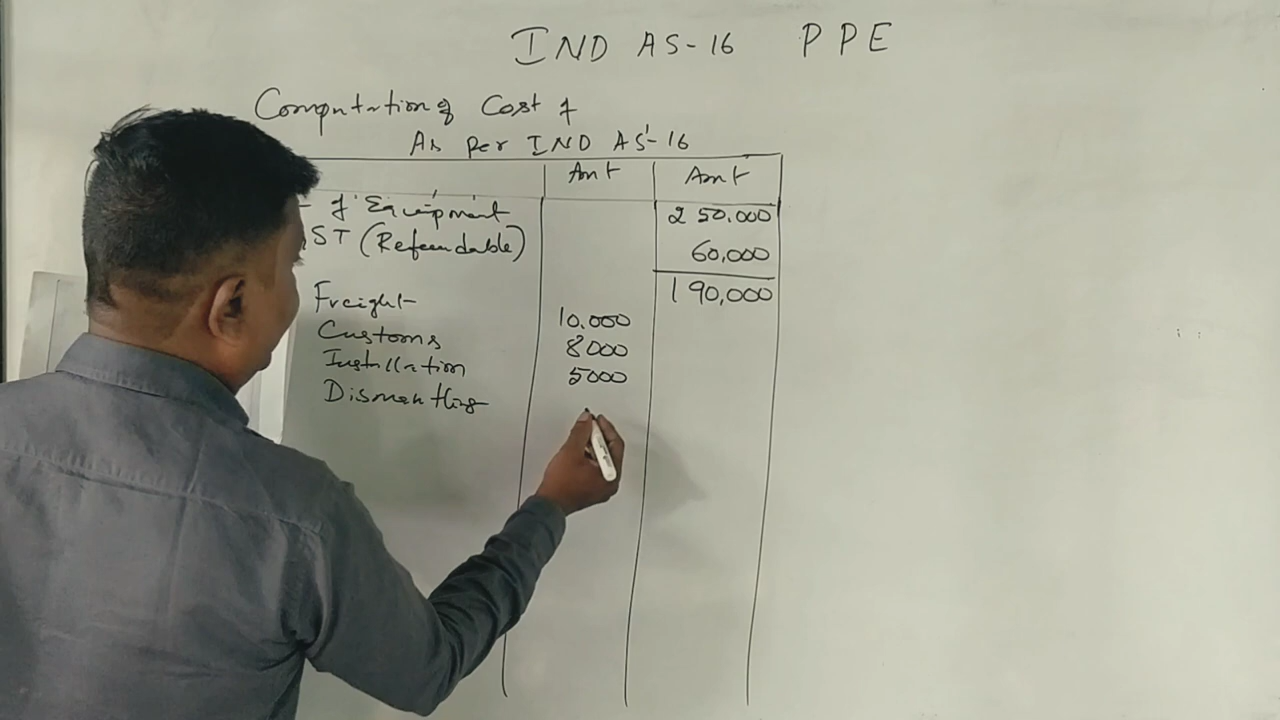 IND AS-16 PPE
Computation of Cost of
As per IND AS-16
Amt Amt
of Equipment 250.000
ST (Refundable) 60,000
190,000
Freight 10.000
Customs 8000
Installation 5000
Dismantling